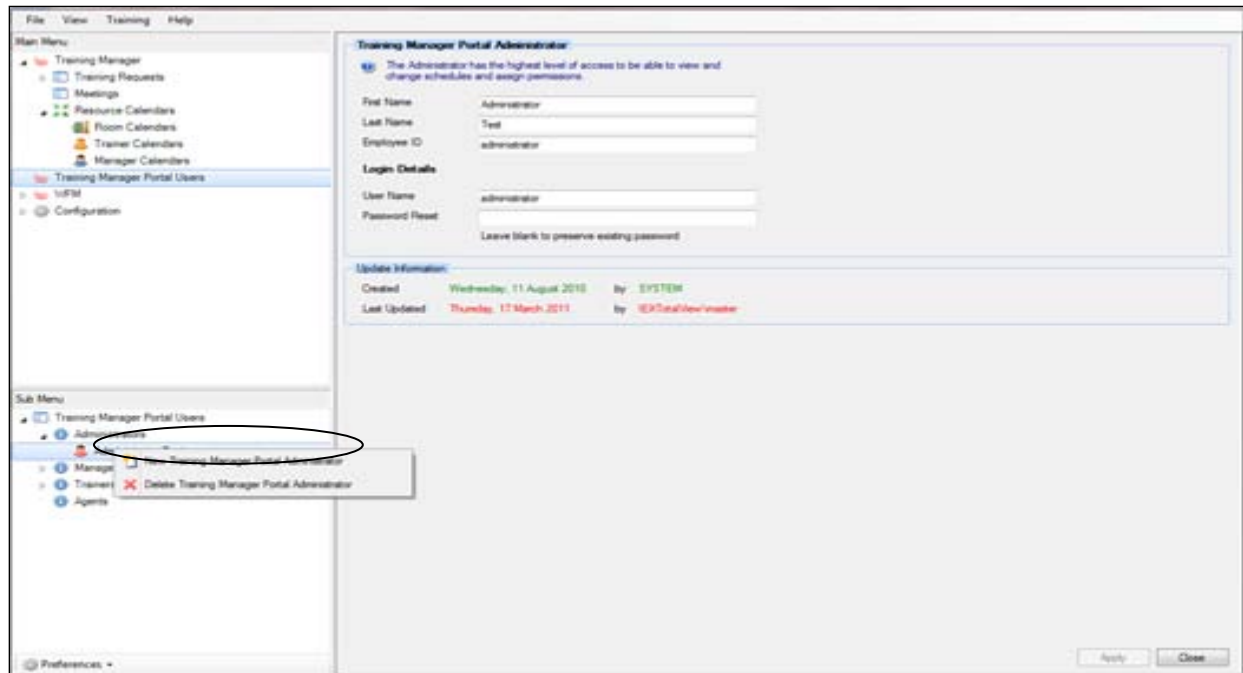 File View Training Help
Main Menu
Training Manager
Training Requests
Meetings
Resource Calendars
Room Calendars
Trainer Calendars
Manager Calendars
Training Manager Portal Users
WFM
Configuration
Training Manager Portal Administrator
The Administrator has the highest level of access to be able to view and
change schedules and assign permissions.
First Name Administrator
Last Name Test
Employee ID administrator
Login Details
User Name administrator
Password Reset
Leave blank to preserve existing password
Update Information
Created Wednesday, 11 August 2010 by SYSTEM
Last Updated Thursday, 17 March 2011 by IEXTotalView\master
Sub Menu
Training Manager Portal Users
Administrators
New Training Manager Portal Administrator
Manage
Trainers Delete Training Manager Portal Administrator
Agents
Preferences
Apply Close